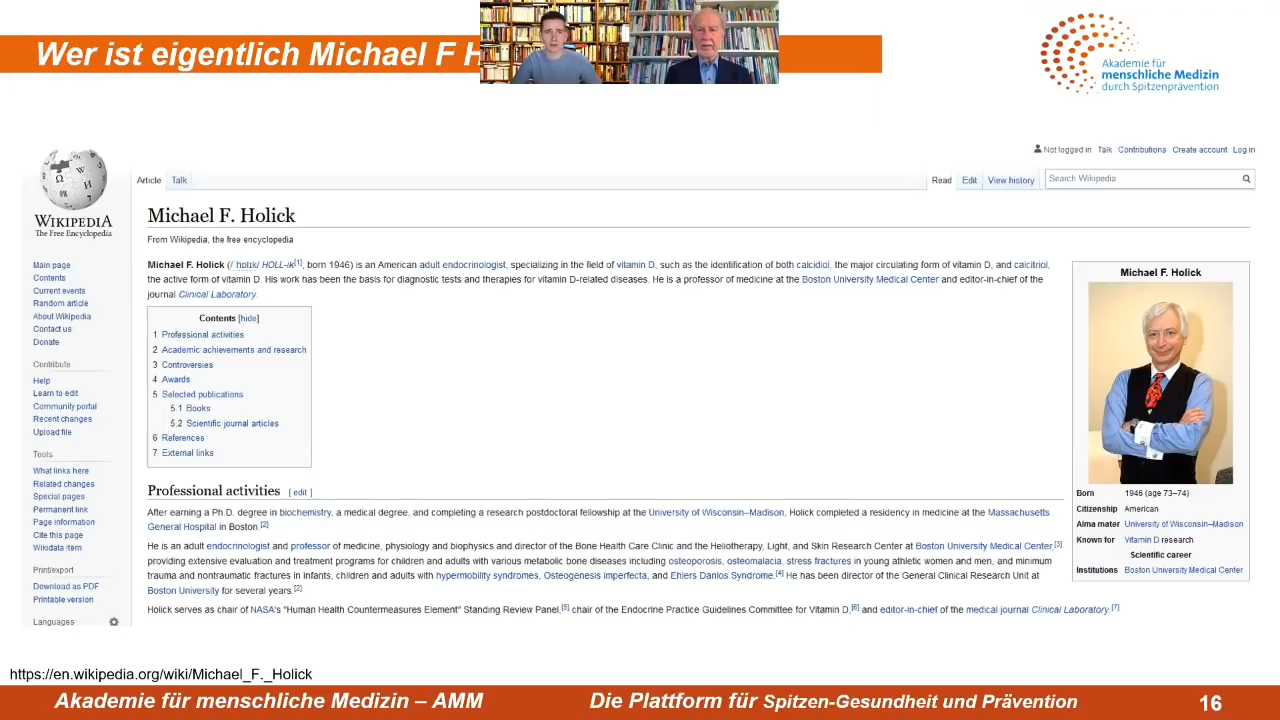 Wer ist eigentlich Michael F H
Akademie für
menschliche Medizin
durch Spitzenprävention
Not logged in Talk Contributions Create account Log in
Article Talk
Read Edit View history Search Wikipedia
WIKIPEDIA
The Free Encyclopedia
Main page
Contents
Current events
Random article
About Wikipedia
Contact us
Donate
Contribute
Help
Learn to edit
Community portal
Recent changes
Upload file
Tools
What links here
Related changes
Special pages
Permanent link
Page information
Cite this page
Wikidata item
Print/export
Download as PDF
Printable version
Languages
Michael F. Holick
From Wikipedia, the free encyclopedia
Michael F. Holick (/ˈhɒlɪk/ HOLL-ik[1], born 1946) is an American adult endocrinologist, specializing in the field of vitamin D, such as the identification of both calcidiol, the major circulating form of vitamin D, and calcitriol,
the active form of vitamin D. His work has been the basis for diagnostic tests and therapies for vitamin D-related diseases. He is a professor of medicine at the Boston University Medical Center and editor-in-chief of the
journal Clinical Laboratory.
Contents [hide]
1 Professional activities
2 Academic achievements and research
3 Controversies
4 Awards
5 Selected publications
5.1 Books
5.2 Scientific journal articles
6 References
7 External links
Professional activities [ edit ]
After earning a Ph.D. degree in biochemistry, a medical degree, and completing a research postdoctoral fellowship at the University of Wisconsin–Madison, Holick completed a residency in medicine at the Massachusetts
General Hospital in Boston.[2]
He is an adult endocrinologist and professor of medicine, physiology and biophysics and director of the Bone Health Care Clinic and the Heliotherapy, Light, and Skin Research Center at Boston University Medical Center,[3]
providing extensive evaluation and treatment programs for children and adults with various metabolic bone diseases including osteoporosis, osteomalacia, stress fractures in young athletic women and men, and minimum
trauma and nontraumatic fractures in infants, children and adults with hypermobility syndromes, Osteogenesis imperfecta, and Ehlers Danlos Syndrome.[4] He has been director of the General Clinical Research Unit at
Boston University for several years.[2]
Holick serves as chair of NASA's "Human Health Countermeasures Element" Standing Review Panel,[5] chair of the Endocrine Practice Guidelines Committee for Vitamin D,[6] and editor-in-chief of the medical journal Clinical Laboratory.[7]
Michael F. Holick
Born 1946 (age 73–74)
Citizenship American
Alma mater University of Wisconsin–Madison
Known for Vitamin D research
Scientific career
Institutions Boston University Medical Center
https://en.wikipedia.org/wiki/Michael_F._Holick
Akademie für menschliche Medizin – AMM Die Plattform für Spitzen-Gesundheit und Prävention 16